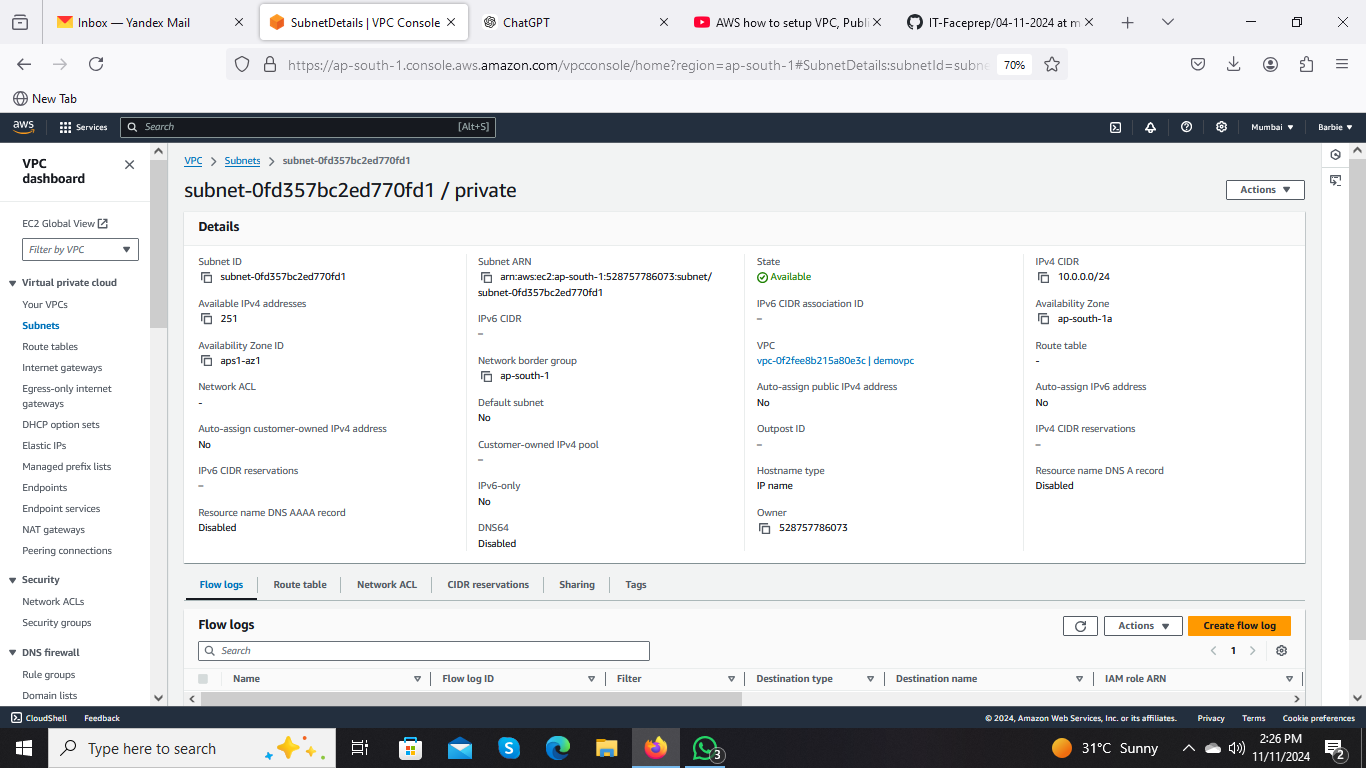 Inbox — Yandex Mail
SubnetDetails | VPC Console
ChatGPT
AWS how to setup VPC, Publ
IT-Faceprep/04-11-2024 at m
https://ap-south-1.console.aws.amazon.com/vpcconsole/home?region=ap-south-1#SubnetDetails:subnetId=subne
70%
New Tab
aws
Services
Search
[Alt+S]
Mumbai
Barbie
VPC dashboard
EC2 Global View
Filter by VPC
Virtual private cloud
Your VPCs
Subnets
Route tables
Internet gateways
Egress-only internet
gateways
DHCP option sets
Elastic IPs
Managed prefix lists
Endpoints
Endpoint services
NAT gateways
Peering connections
Security
Network ACLs
Security groups
DNS firewall
Rule groups
Domain lists
VPC
Subnets
subnet-0fd357bc2ed770fd1
subnet-0fd357bc2ed770fd1 / private
Actions
Details
Subnet ID
subnet-0fd357bc2ed770fd1
Available IPv4 addresses
251
Availability Zone ID
aps1-az1
Network ACL
-
Auto-assign customer-owned IPv4 address
No
IPv6 CIDR reservations
–
Resource name DNS AAAA record
Disabled
Subnet ARN
arn:aws:ec2:ap-south-1:528757786073:subnet/
subnet-0fd357bc2ed770fd1
IPv6 CIDR
–
Network border group
ap-south-1
Default subnet
No
Customer-owned IPv4 pool
–
IPv6-only
No
DNS64
Disabled
State
Available
IPv6 CIDR association ID
–
VPC
vpc-0f2fee8b215a80e3c | demovpc
Auto-assign public IPv4 address
No
Outpost ID
–
Hostname type
IP name
Owner
528757786073
IPv4 CIDR
10.0.0.0/24
Availability Zone
ap-south-1a
Route table
-
Auto-assign IPv6 address
No
IPv4 CIDR reservations
–
Resource name DNS A record
Disabled
Flow logs
Route table
Network ACL
CIDR reservations
Sharing
Tags
Flow logs
Actions
Create flow log
Search
1
Name
Flow log ID
Filter
Destination type
Destination name
IAM role ARN
CloudShell
Feedback
© 2024, Amazon Web Services, Inc. or its affiliates.
Privacy
Terms
Cookie preferences
Type here to search
3
31°C Sunny
2:26 PM
11/11/2024
2